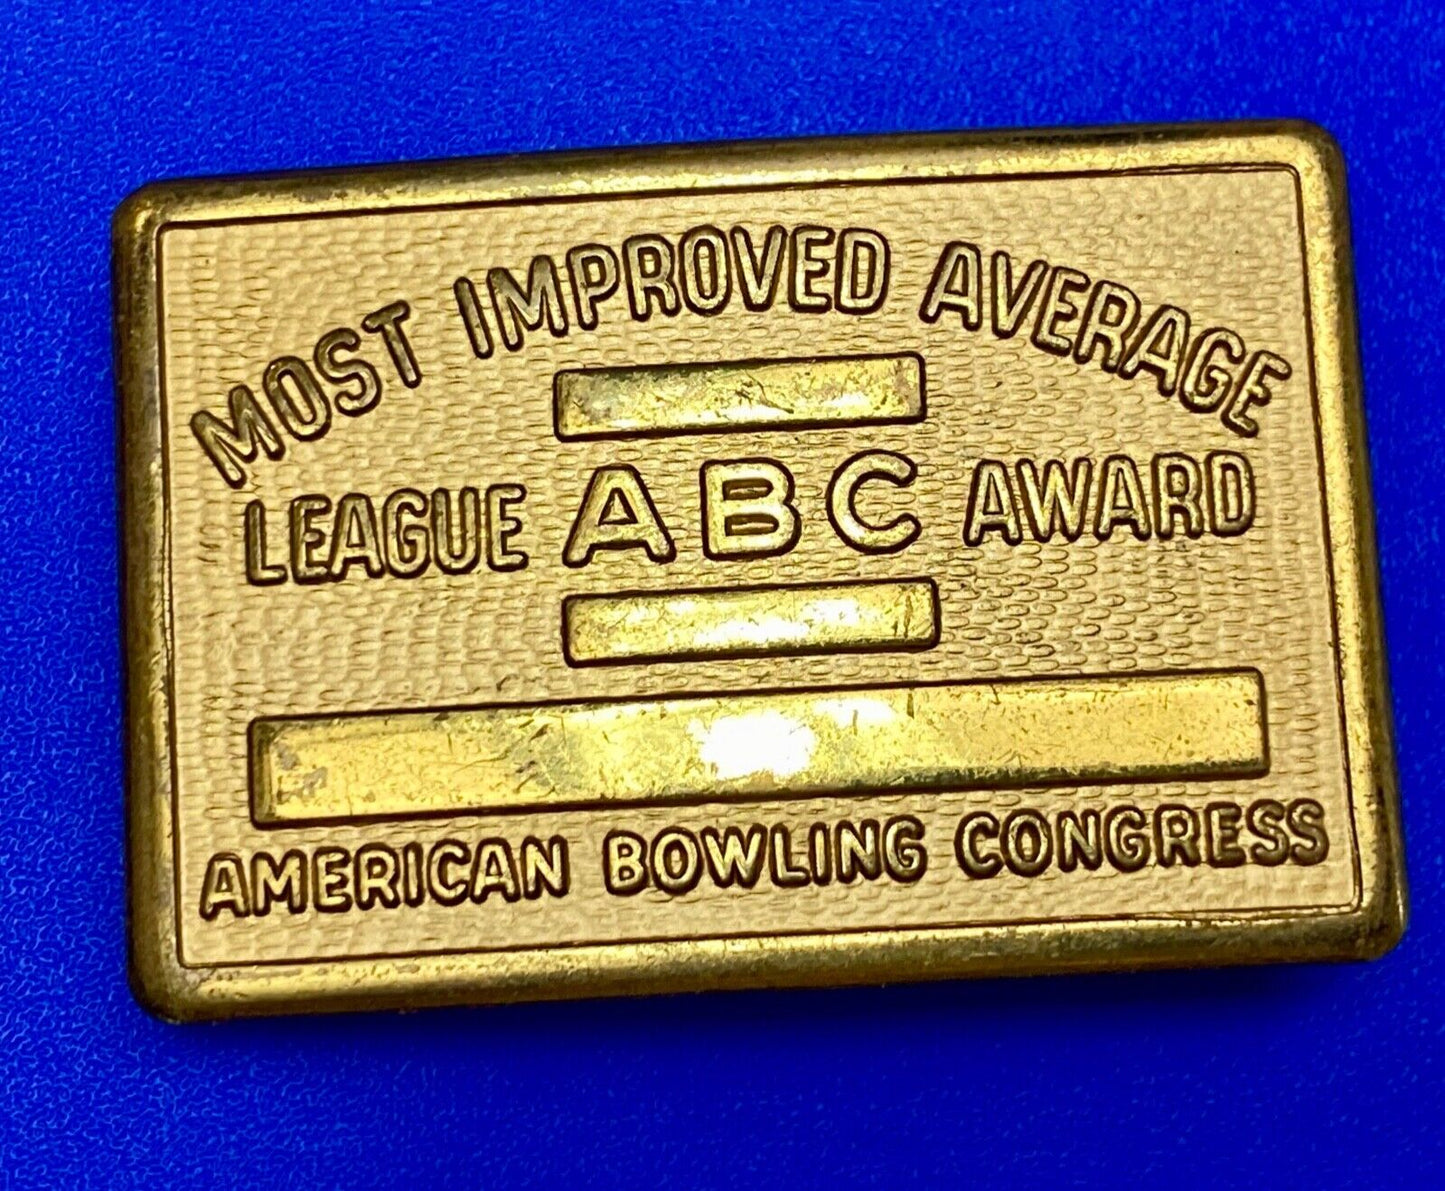 MOST IMPROVED AVERAGE
LEAGUE ABC AWARD
AMERICAN BOWLING CONGRESS